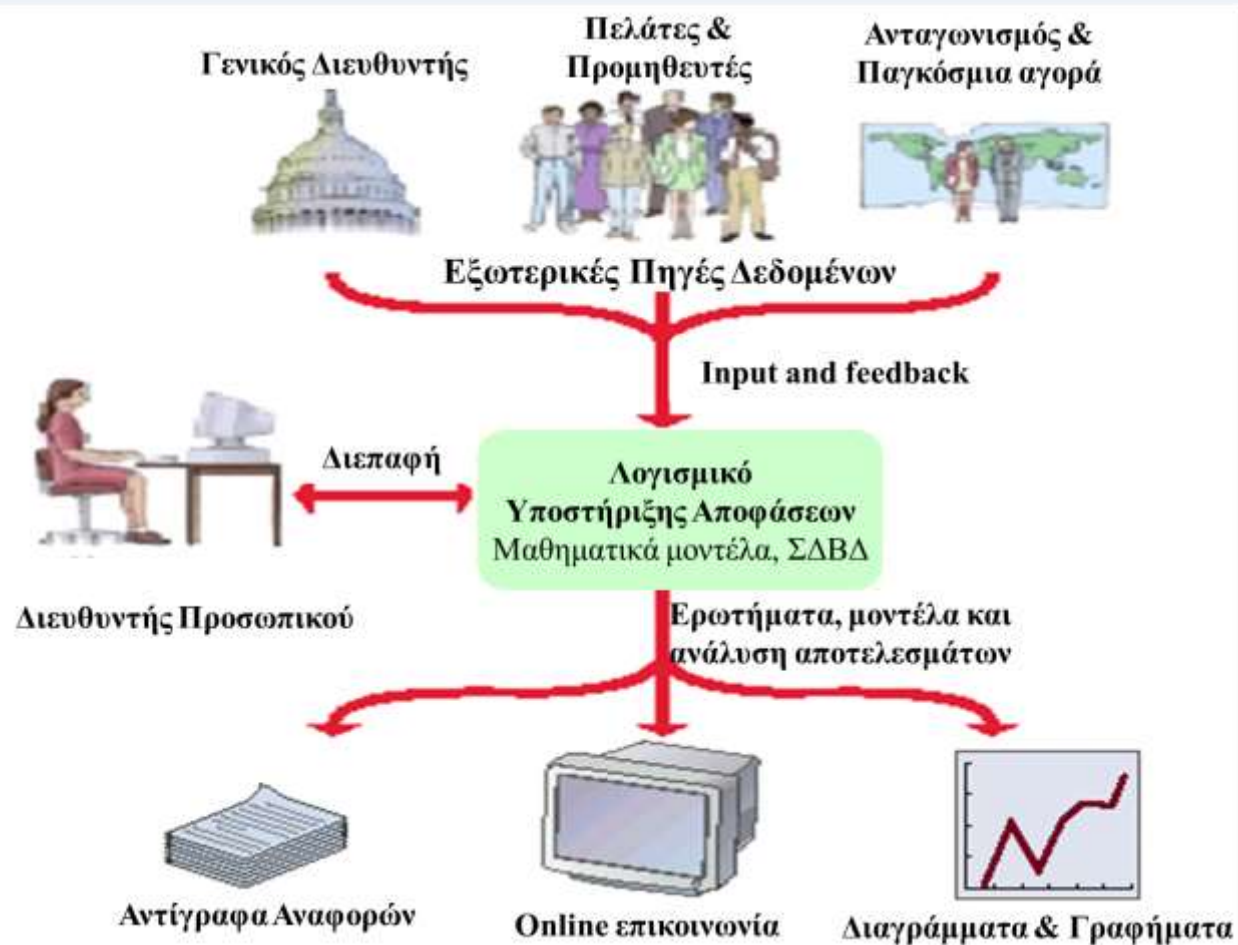 Γενικός Διευθυντής
Πελάτες &
Προμηθευτές
Ανταγωνισμός &
Παγκόσμια αγορά
Εξωτερικές Πηγές Δεδομένων
Input and feedback
Διεπαφή
Λογισμικό
Υποστήριξης Αποφάσεων
Μαθηματικά μοντέλα, ΣΔΒΔ
Διευθυντής Προσωπικού
Ερωτήματα, μοντέλα και
ανάλυση αποτελεσμάτων
Αντίγραφα Αναφορών
Online επικοινωνία
Διαγράμματα & Γραφήματα